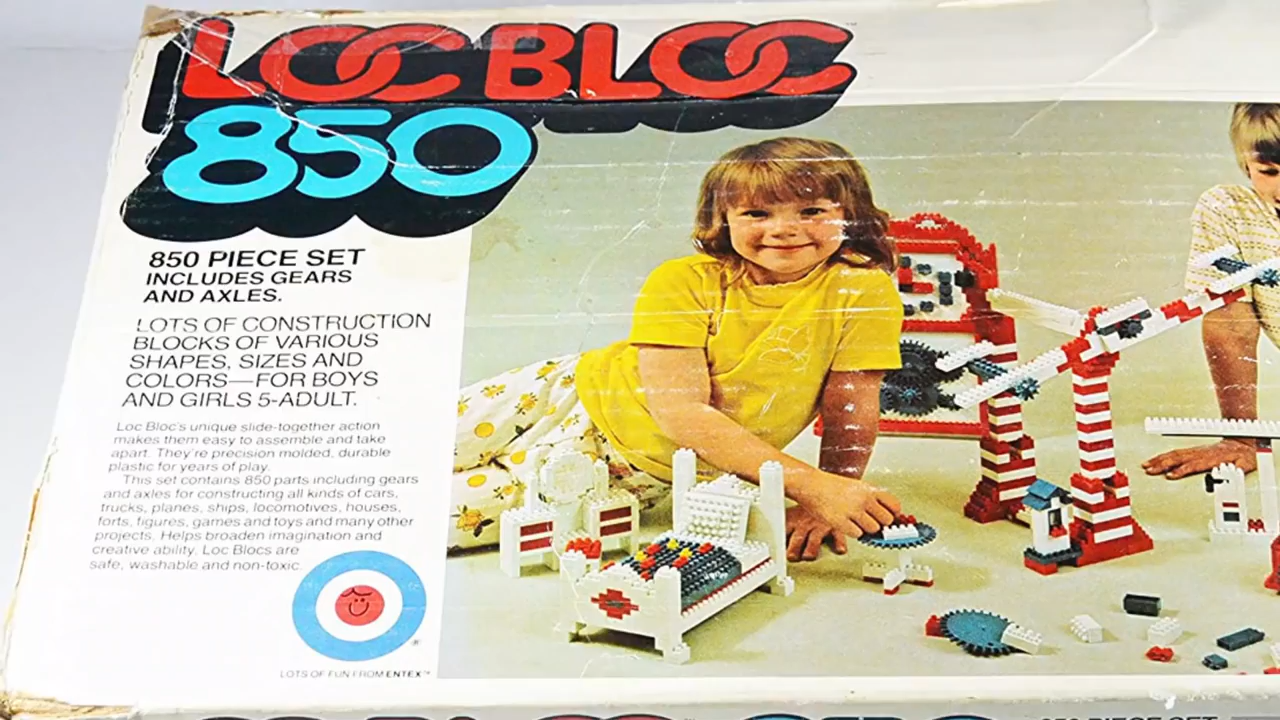 LOC BLOC
850
850 PIECE SET
INCLUDES GEARS
AND AXLES.
LOTS OF CONSTRUCTION
BLOCKS OF VARIOUS
SHAPES, SIZES AND
COLORS—FOR BOYS
AND GIRLS 5-ADULT.
Loc Bloc's unique slide-together action
makes them easy to assemble and take
apart. They're precision molded, durable
plastic for years of play.
This set contains 850 parts including gears
and axles for constructing all kinds of cars,
trucks, planes, ships, locomotives, houses,
forts, figures, games and toys and many other
projects. Helps broaden imagination and
creative ability. Loc Blocs are
safe, washable and non-toxic.
®
LOTS OF FUN FROM ENTEX™